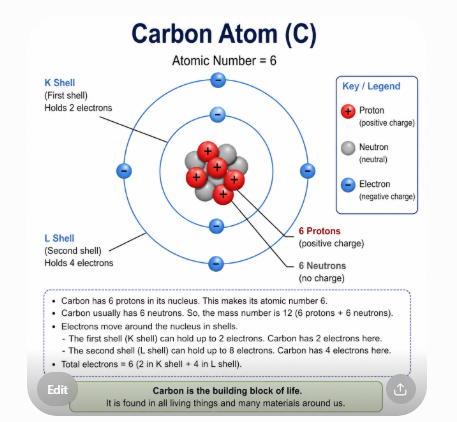 Carbon Atom (C)
Atomic Number = 6
K Shell
(First shell)
Holds 2 electrons
Key / Legend
+ Proton
(positive charge)
Neutron
(neutral)
- Electron
(negative charge)
L Shell
(Second shell)
Holds 4 electrons
6 Protons
(positive charge)
6 Neutrons
(no charge)
• Carbon has 6 protons in its nucleus. This makes its atomic number 6.
• Carbon usually has 6 neutrons. So, the mass number is 12 (6 protons + 6 neutrons).
• Electrons move around the nucleus in shells.
- The first shell (K shell) can hold up to 2 electrons. Carbon has 2 electrons here.
- The second shell (L shell) can hold up to 8 electrons. Carbon has 4 electrons here.
• Total electrons = 6 (2 in K shell + 4 in L shell).
Edit
Carbon is the building block of life.
It is found in all living things and many materials around us.